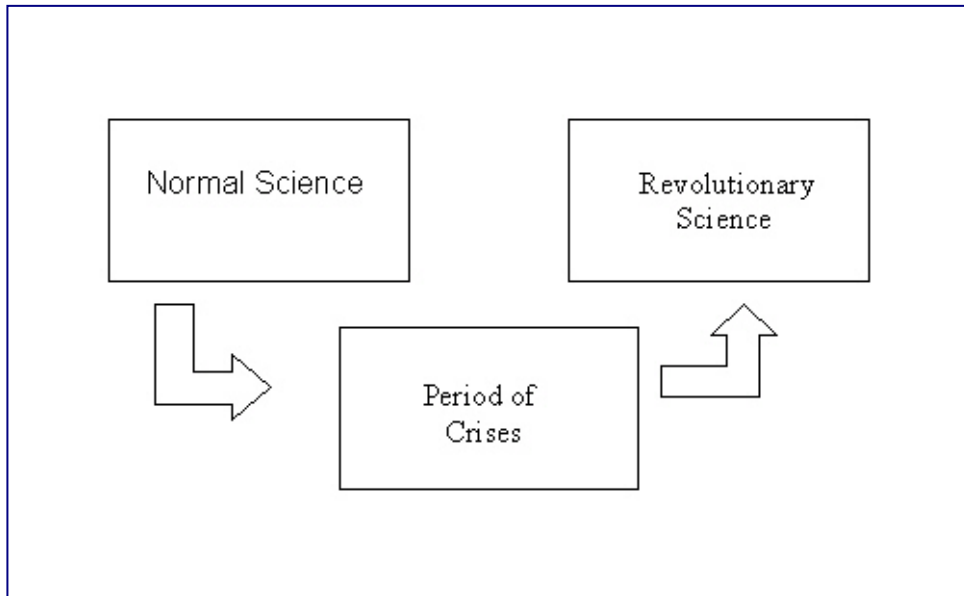 Normal Science
Revolutionary
Science
Period of
Crises